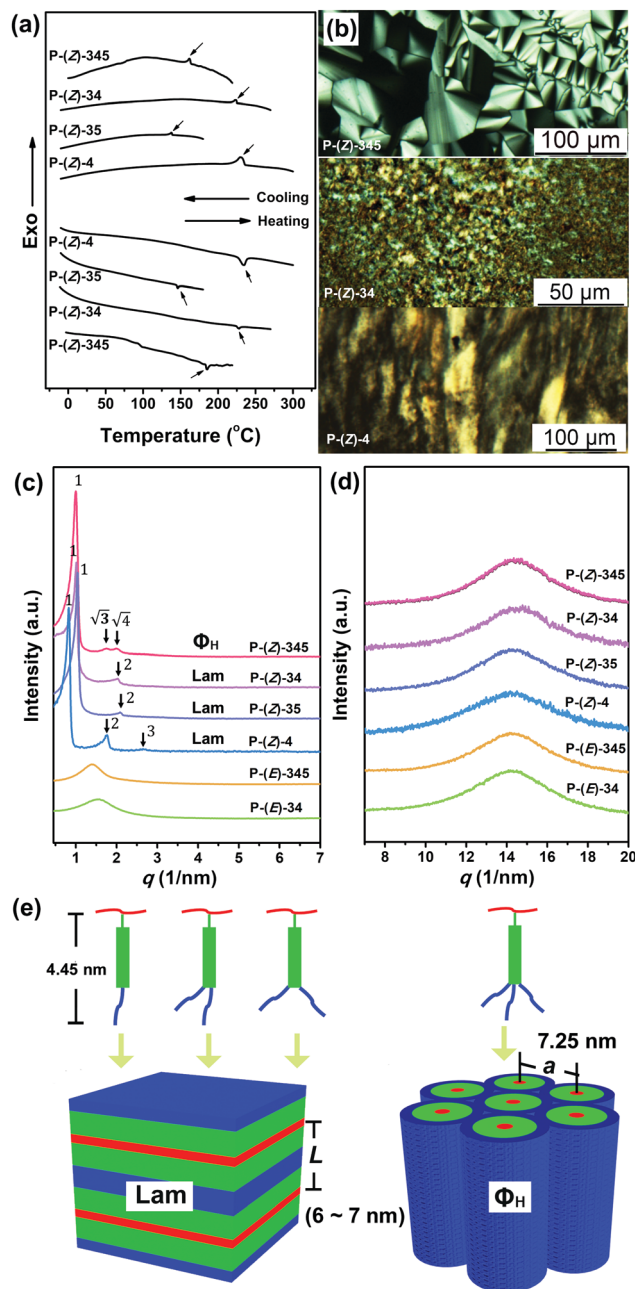 (a)
P-(Z)-345
P-(Z)-34
P-(Z)-35
P-(Z)-4
Exo
Cooling
Heating
P-(Z)-4
P-(Z)-35
P-(Z)-34
P-(Z)-345
0 50 100 150 200 250 300
Temperature (°C)
(b)
100 μm
P-(Z)-345
50 μm
P-(Z)-34
100 μm
P-(Z)-4
(c)
Intensity (a.u.)
1
1
1
1
√3 √4
ΦH
P-(Z)-345
2
Lam
P-(Z)-34
2
Lam
P-(Z)-35
2 3
Lam
P-(Z)-4
P-(E)-345
P-(E)-34
1 2 3 4 5 6 7
q (1/nm)
(d)
Intensity (a.u.)
P-(Z)-345
P-(Z)-34
P-(Z)-35
P-(Z)-4
P-(E)-345
P-(E)-34
8 10 12 14 16 18 20
q (1/nm)
(e)
4.45 nm
7.25 nm
a
L
Lam
(6 ~ 7 nm)
ΦH